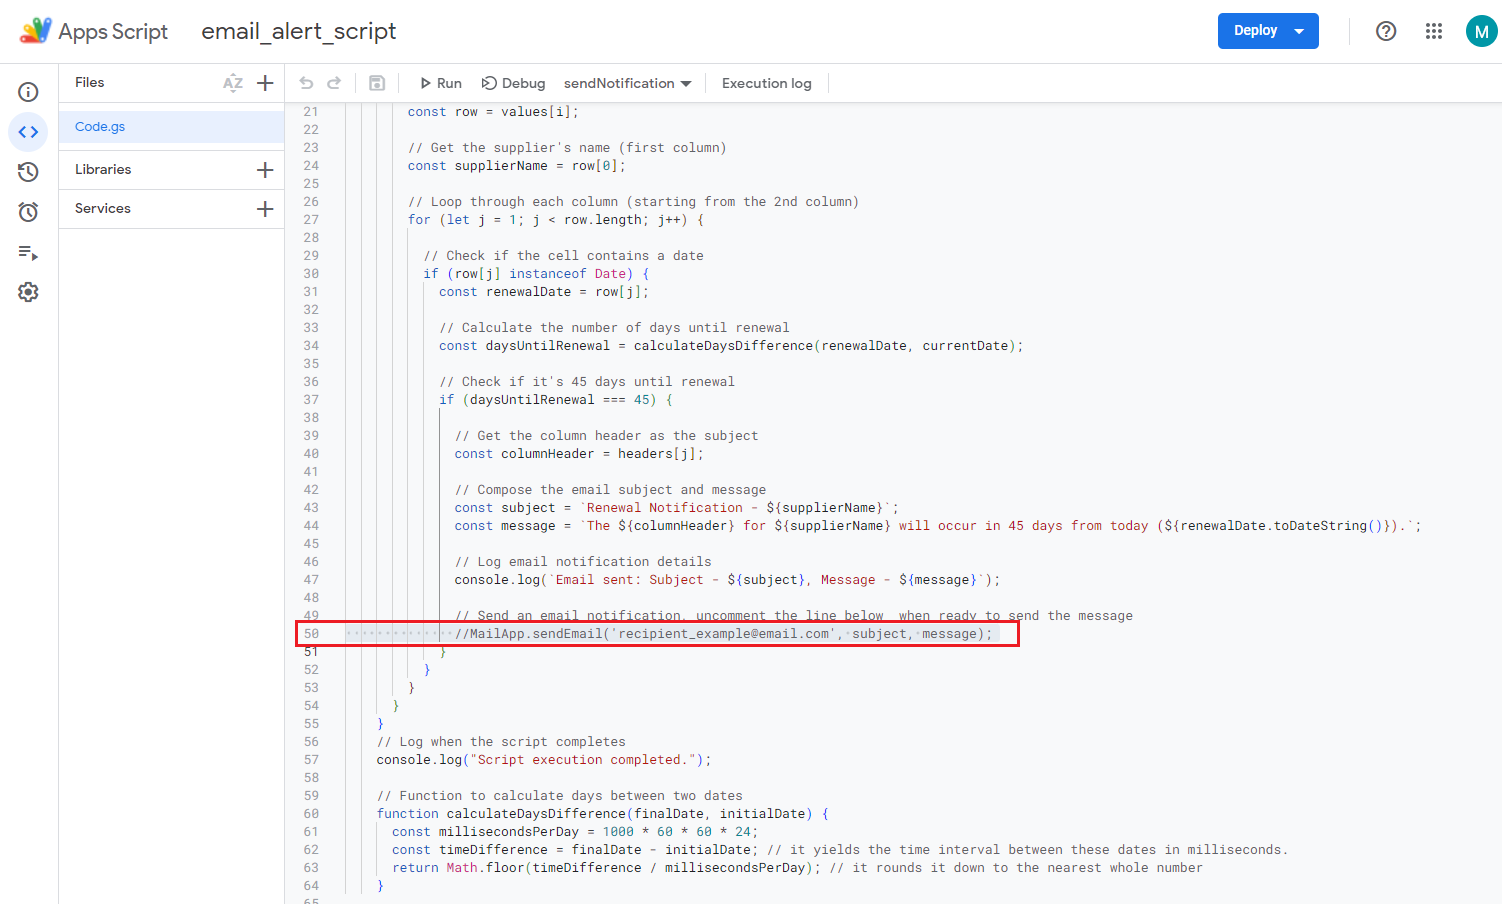 Apps Script
email_alert_script
Deploy
M
Files
AZ
Run
Debug
sendNotification
Execution log
Code.gs
Libraries
Services
21 const row = values[i];
22
23 // Get the supplier's name (first column)
24 const supplierName = row[0];
25
26 // Loop through each column (starting from the 2nd column)
27 for (let j = 1; j < row.length; j++) {
28
29 // Check if the cell contains a date
30 if (row[j] instanceof Date) {
31 const renewalDate = row[j];
32
33 // Calculate the number of days until renewal
34 const daysUntilRenewal = calculateDaysDifference(renewalDate, currentDate);
35
36 // Check if it's 45 days until renewal
37 if (daysUntilRenewal === 45) {
38
39 // Get the column header as the subject
40 const columnHeader = headers[j];
41
42 // Compose the email subject and message
43 const subject = `Renewal Notification - ${supplierName}`;
44 const message = `The ${columnHeader} for ${supplierName} will occur in 45 days from today (${renewalDate.toDateString()}).`;
45
46 // Log email notification details
47 console.log(`Email sent: Subject - ${subject}, Message - ${message}`);
48
49 // Send an email notification, uncomment the line below  when ready to send the message
50 //MailApp.sendEmail('recipient_example@email.com', subject, message);
51 }
52 }
53 }
54 }
55 }
56 // Log when the script completes
57 console.log("Script execution completed.");
58
59 // Function to calculate days between two dates
60 function calculateDaysDifference(finalDate, initialDate) {
61 const millisecondsPerDay = 1000 * 60 * 60 * 24;
62 const timeDifference = finalDate - initialDate; // it yields the time interval between these dates in milliseconds.
63 return Math.floor(timeDifference / millisecondsPerDay); // it rounds it down to the nearest whole number
64 }
65